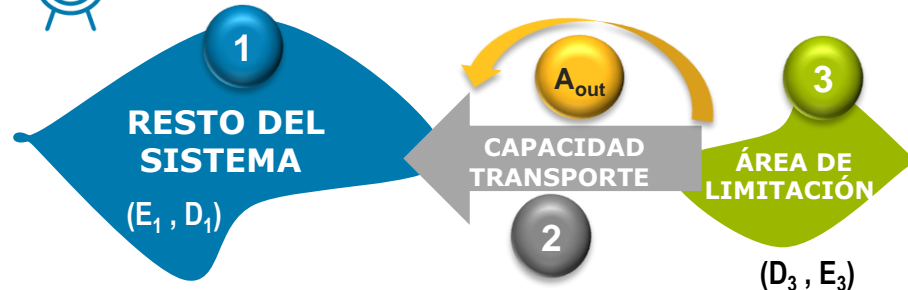 1
RESTO DEL
SISTEMA
(E₁ , D₁)
Aout
CAPACIDAD
TRANSPORTE
2
3
ÁREA DE
LIMITACIÓN
(D₃ , E₃)